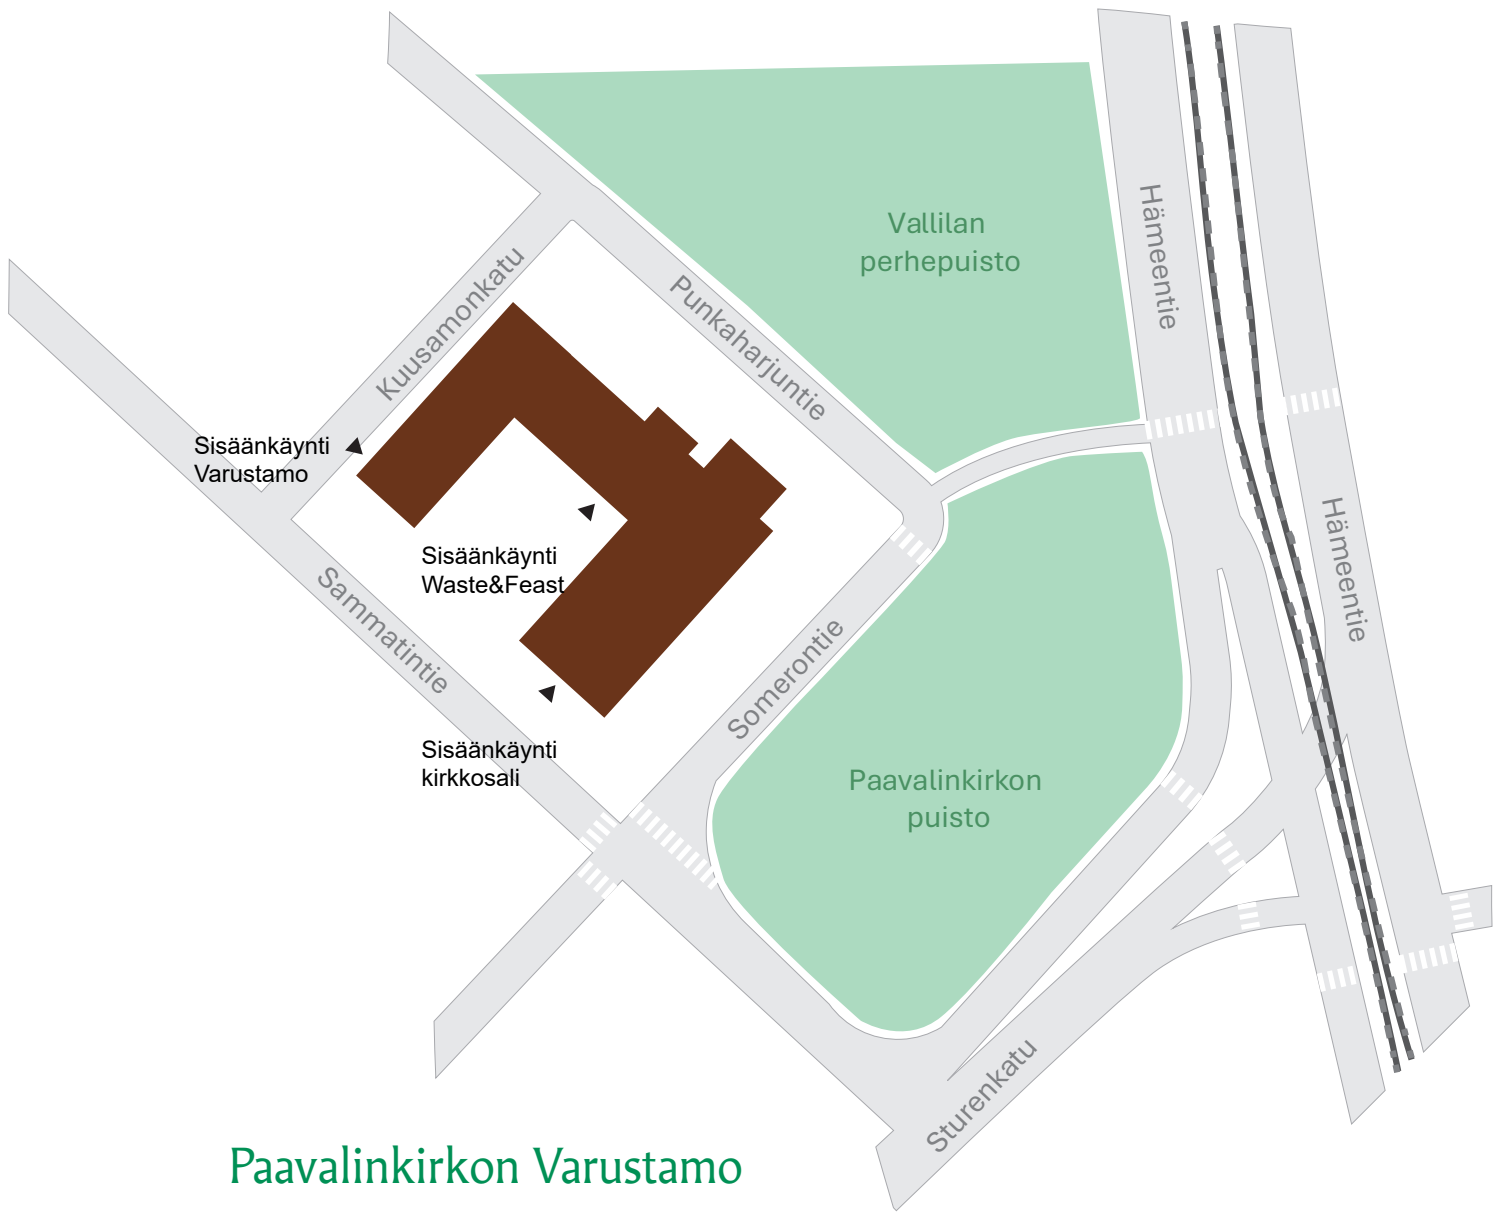 Vallilan
perhepuisto
Hämeentie
Kuusamonkatu
Punkaharjuntie
Sisäänkäynti
Varustamo
Sisäänkäynti
Waste&Feast
Hämeentie
Sammatintie
Somerontie
Sisäänkäynti
kirkkosali
Paavalinkirkon
puisto
Sturenkatu
Paavalinkirkon Varustamo